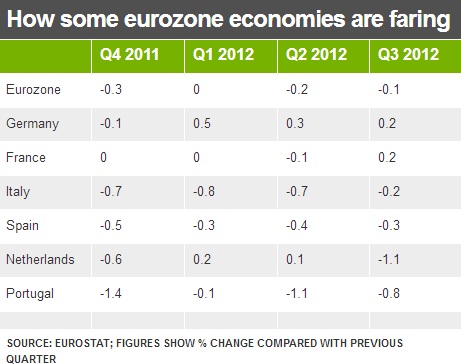 How some eurozone economies are faring
Q4 2011 Q1 2012 Q2 2012 Q3 2012
Eurozone -0.3 0 -0.2 -0.1
Germany -0.1 0.5 0.3 0.2
France 0 0 -0.1 0.2
Italy -0.7 -0.8 -0.7 -0.2
Spain -0.5 -0.3 -0.4 -0.3
Netherlands -0.6 0.2 0.1 -1.1
Portugal -1.4 -0.1 -1.1 -0.8
SOURCE: EUROSTAT; FIGURES SHOW % CHANGE COMPARED WITH PREVIOUS
QUARTER